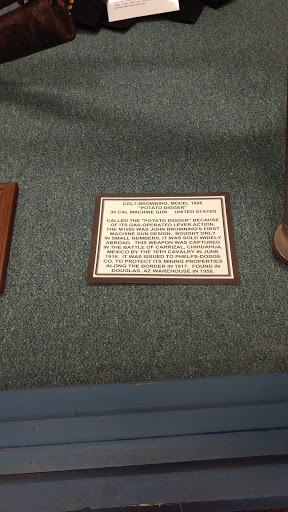 COLT-BROWNING, MODEL 1895
"POTATO DIGGER"
.30 CAL MACHINE GUN UNITED STATES
CALLED THE "POTATO DIGGER" BECAUSE
OF ITS GAS-OPERATED LEVER ACTION,
THE M1895 WAS JOHN BROWNING'S FIRST
MACHINE GUN DESIGN. BOUGHT ONLY
IN SMALL NUMBERS, IT WAS SOLD WIDELY
ABROAD. THIS WEAPON WAS CAPTURED
IN THE BATTLE OF CARRIZAL, CHIHUAHUA,
MEXICO BY THE 10TH CAVALRY IN JUNE
1916. IT WAS ISSUED TO PHELPS-DODGE
CO. TO PROTECT ITS MINING PROPERTIES
ALONG THE BORDER IN 1917. FOUND IN
DOUGLAS, AZ WAREHOUSE IN 1958.